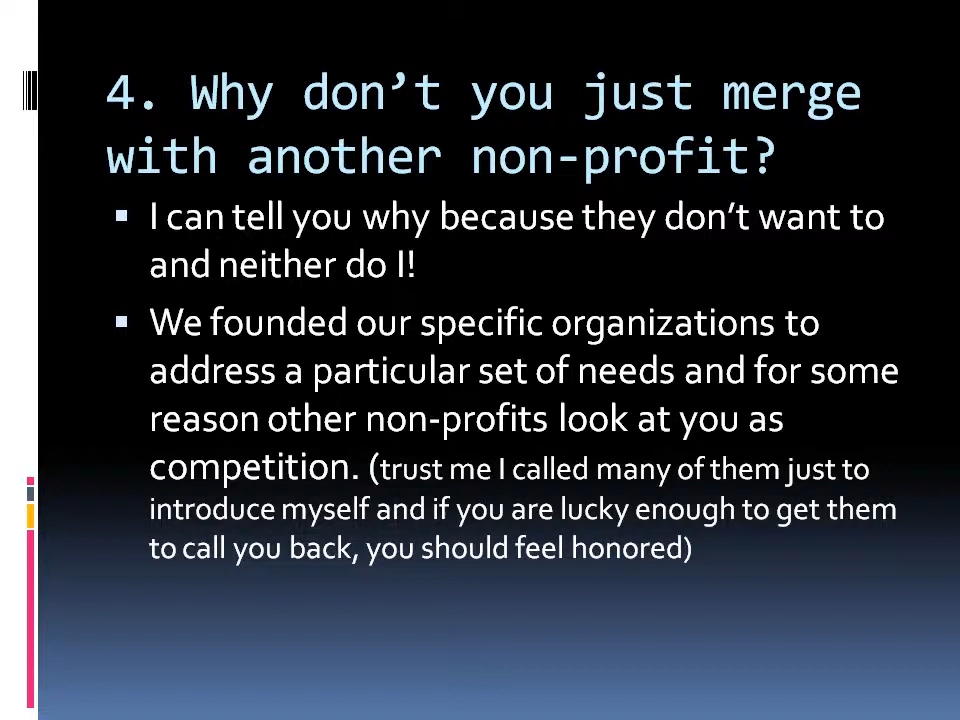 4. Why don’t you just merge
with another non-profit?
▪ I can tell you why because they don’t want to
and neither do I!
▪ We founded our specific organizations to
address a particular set of needs and for some
reason other non-profits look at you as
competition. (trust me I called many of them just to
introduce myself and if you are lucky enough to get them
to call you back, you should feel honored)